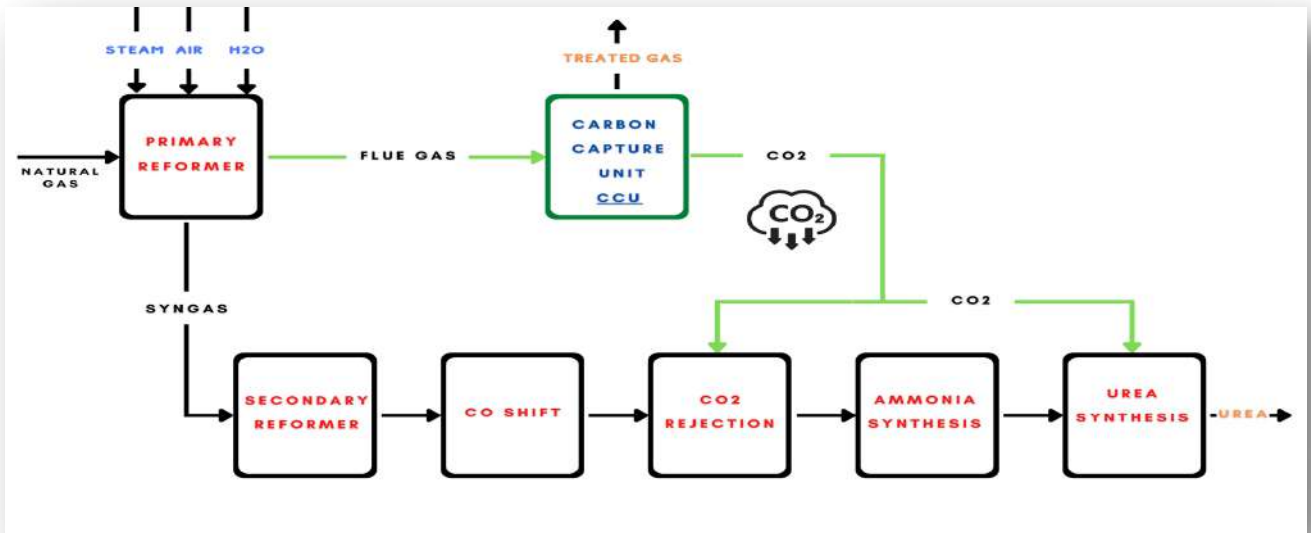 STEAM AIR H2O
TREATED GAS
PRIMARY
REFORMER
NATURAL
GAS
FLUE GAS
CARBON
CAPTURE
UNIT
CCU
CO2
CO₂
SYNGAS
CO2
SECONDARY
REFORMER
CO SHIFT
CO2
REJECTION
AMMONIA
SYNTHESIS
UREA
SYNTHESIS
UREA